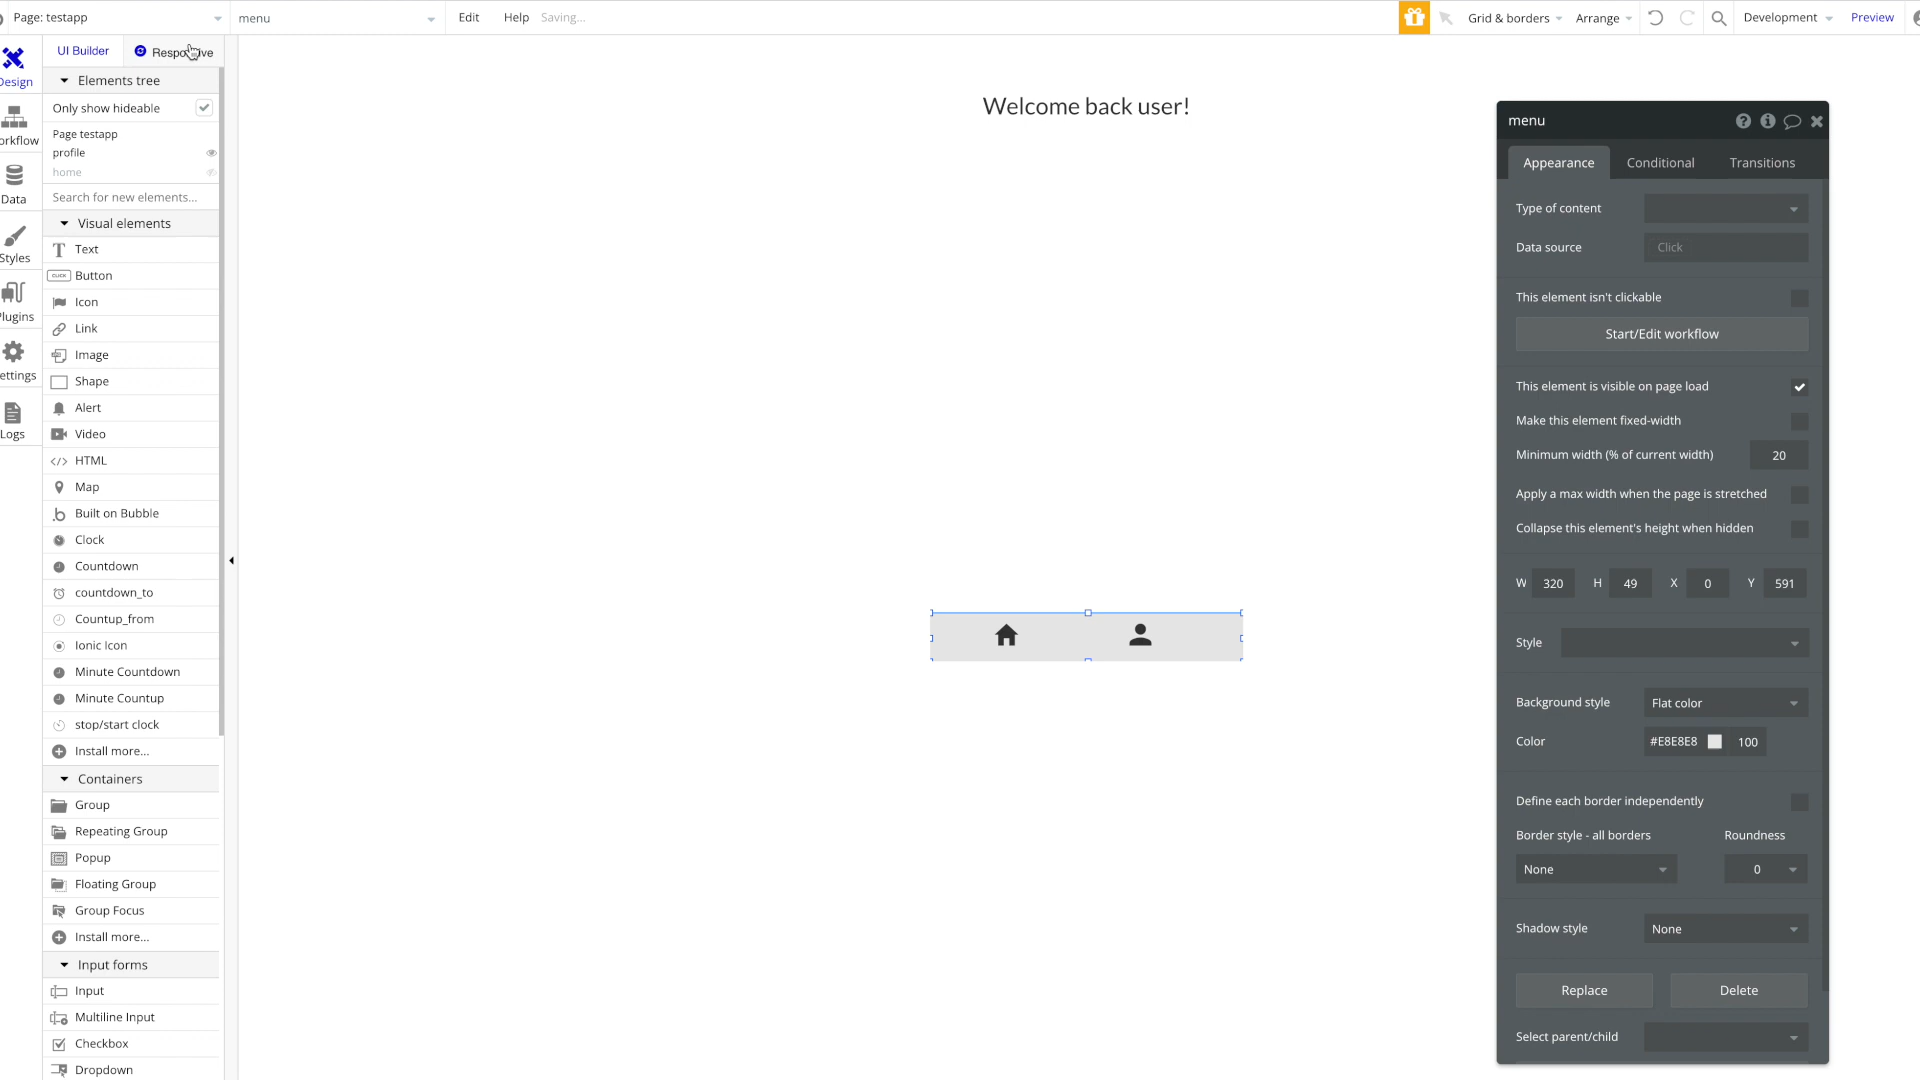 Page: testapp
menu
Edit
Help
Saving...
Grid & borders
Arrange
Development
Preview
UI Builder
Design
Elements tree
Only show hideable
Page testapp
profile
home
Search for new elements...
orkflow
Data
Styles
Plugins
ettings
Logs
Visual elements
Text
CLICK Button
Icon
Link
Image
Shape
Alert
Video
</> HTML
Map
Built on Bubble
Clock
Countdown
countdown_to
Countup_from
Ionic Icon
Minute Countdown
Minute Countup
stop/start clock
Install more...
Containers
Group
Repeating Group
Popup
Floating Group
Group Focus
Install more...
Input forms
Input
Multiline Input
Checkbox
Dropdown
Welcome back user!
menu
Appearance
Conditional
Transitions
Type of content
Data source Click
This element isn't clickable
Start/Edit workflow
This element is visible on page load
Make this element fixed-width
Minimum width (% of current width) 20
Apply a max width when the page is stretched
Collapse this element's height when hidden
W 320 H 49 X 0 Y 591
Style
Background style Flat color
Color #E8E8E8 100
Define each border independently
Border style - all borders Roundness
None 0
Shadow style None
Replace Delete
Select parent/child